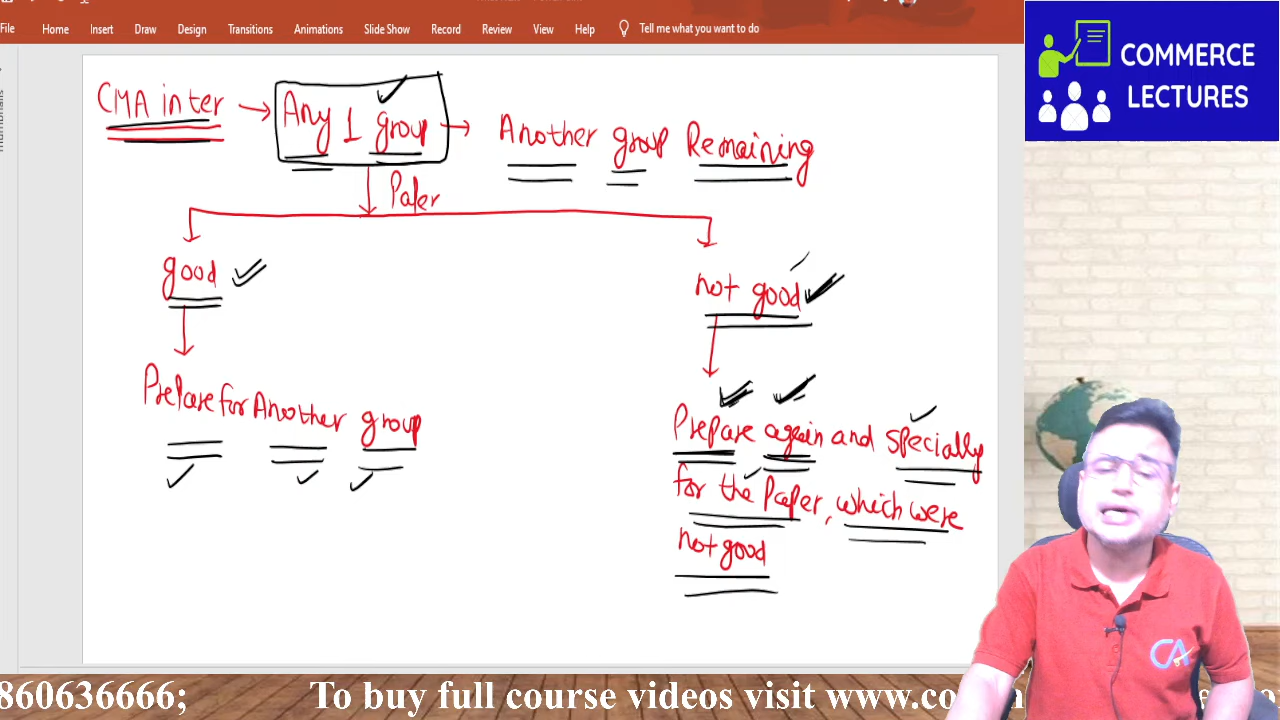 File Home Insert Draw Design Transitions Animations Slide Show Record Review View Help Tell me what you want to do
COMMERCE
LECTURES
CMA inter → Any 1 group → Another group Remaining
Paper
good
not good
Prepare for Another group
Prepare again and specially
for the Paper, which were
not good
CA
860636666; To buy full course videos visit www.co